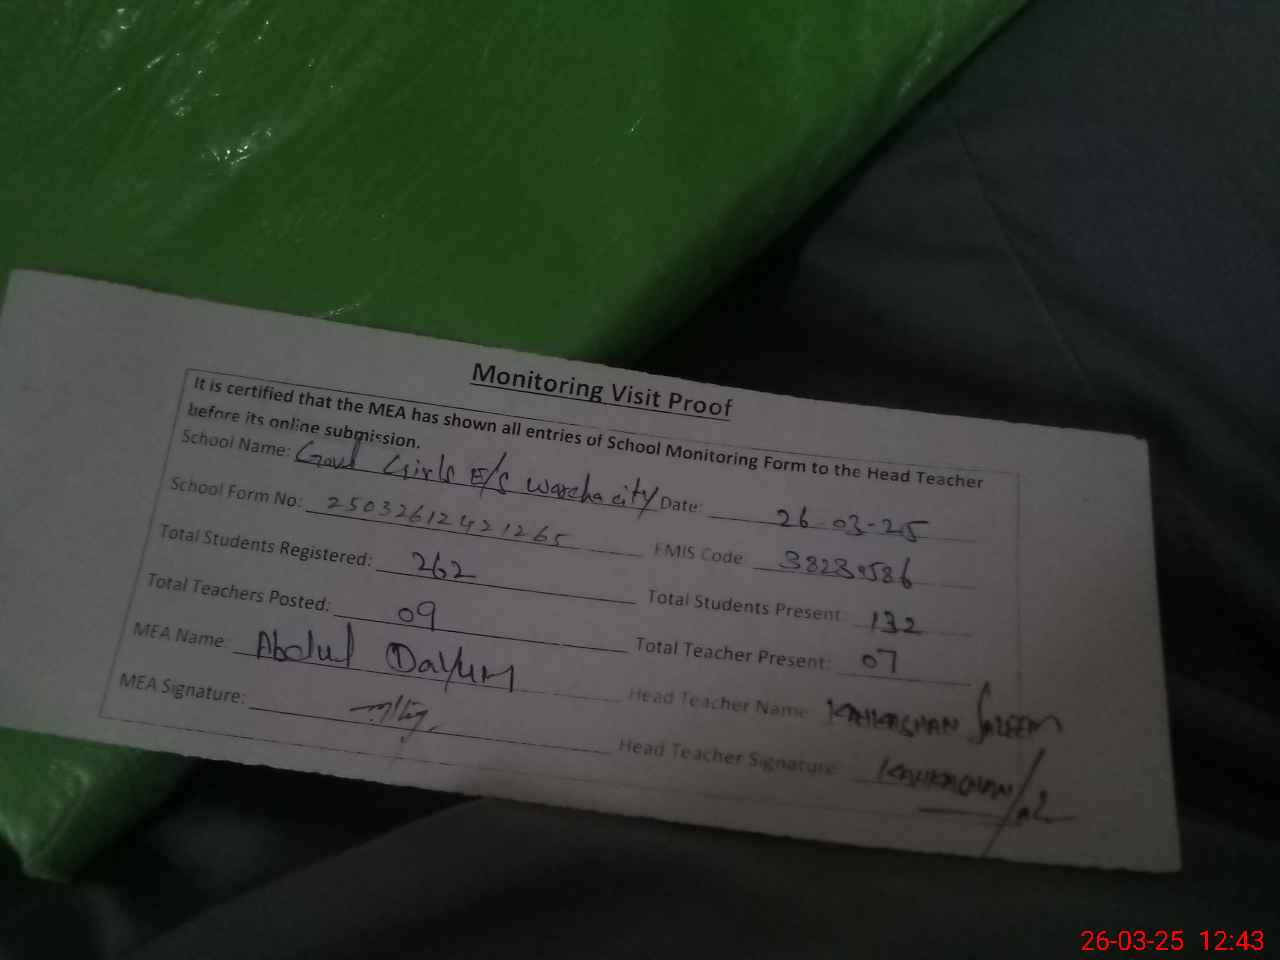 Monitoring Visit Proof
It is certified that the MEA has shown all entries of School Monitoring Form to the Head Teacher
before its online submission.
School Name: Govt Girls E/S warcha city Date: 26-03-25
School Form No: 25032612421265 EMIS Code
Total Students Registered: 262 Total Students Present: 132
Total Teachers Posted: 09 Total Teacher Present: 07
MEA Name: Abdul Head Teacher Name: KAHKASHAN
MEA Signature: Head Teacher Signature: KAHKASHAN
26-03-25 12:43